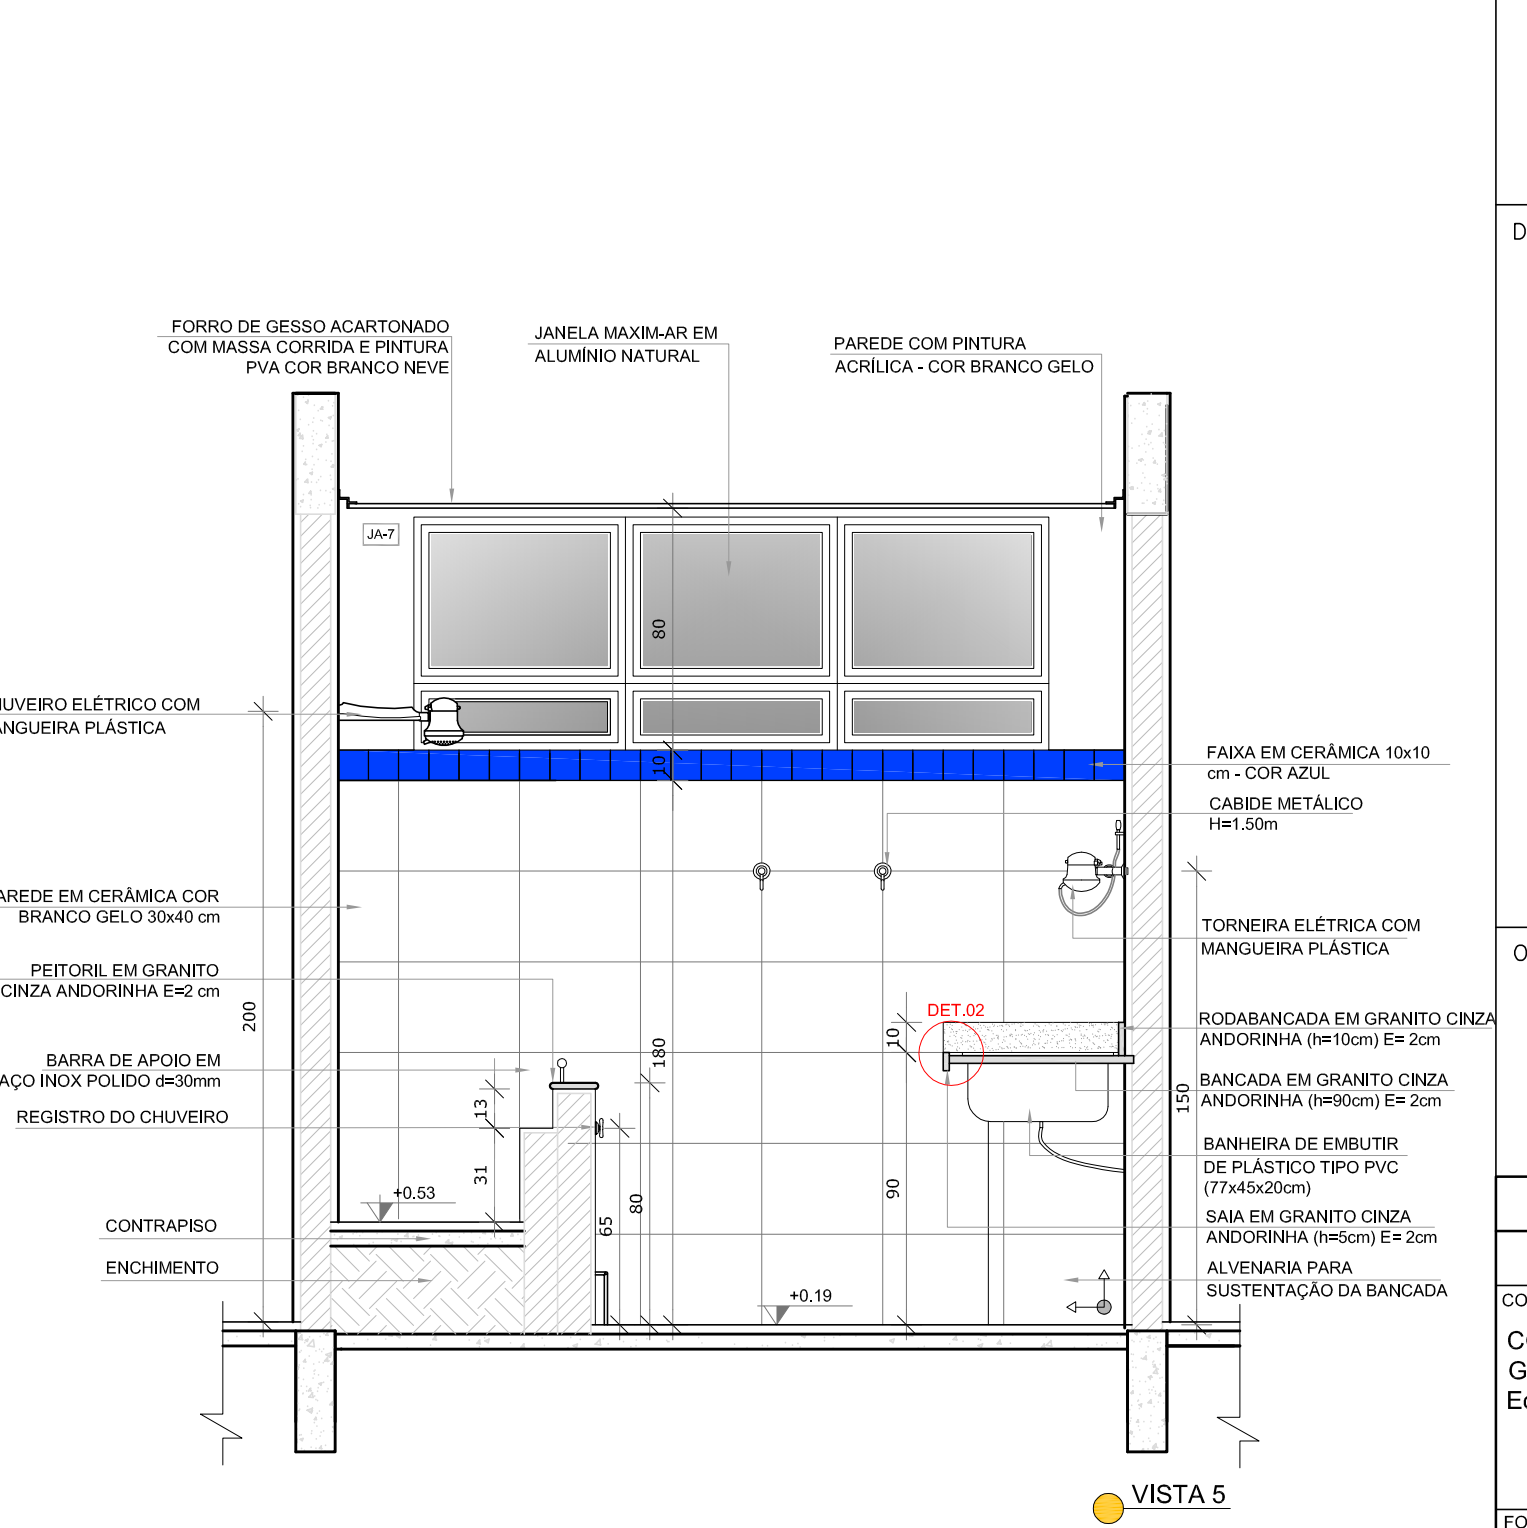 D
FORRO DE GESSO ACARTONADO
COM MASSA CORRIDA E PINTURA
PVA COR BRANCO NEVE
JANELA MAXIM-AR EM
ALUMÍNIO NATURAL
PAREDE COM PINTURA
ACRÍLICA - COR BRANCO GELO
JA-7
80
UVEIRO ELÉTRICO COM
ANGUEIRA PLÁSTICA
10
FAIXA EM CERÂMICA 10x10
cm - COR AZUL
CABIDE METÁLICO
H=1.50m
AREDE EM CERÂMICA COR
BRANCO GELO 30x40 cm
TORNEIRA ELÉTRICA COM
MANGUEIRA PLÁSTICA
O
PEITORIL EM GRANITO
CINZA ANDORINHA E=2 cm
200
DET.02
10
RODABANCADA EM GRANITO CINZA
ANDORINHA (h=10cm) E= 2cm
180
BARRA DE APOIO EM
AÇO INOX POLIDO d=30mm
BANCADA EM GRANITO CINZA
ANDORINHA (h=90cm) E= 2cm
150
13
REGISTRO DO CHUVEIRO
BANHEIRA DE EMBUTIR
DE PLÁSTICO TIPO PVC
(77x45x20cm)
31
+0.53
80
90
65
SAIA EM GRANITO CINZA
ANDORINHA (h=5cm) E= 2cm
CONTRAPISO
ENCHIMENTO
ALVENARIA PARA
SUSTENTAÇÃO DA BANCADA
+0.19
CO
G
VISTA 5
FO